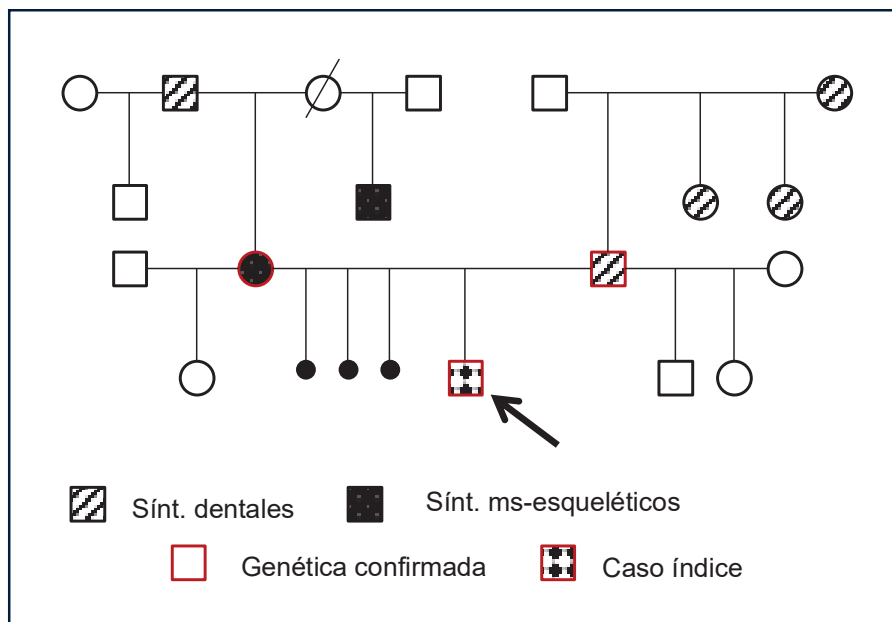 Sínt. dentales
Sínt. ms-esqueléticos
Genética confirmada
Caso índice